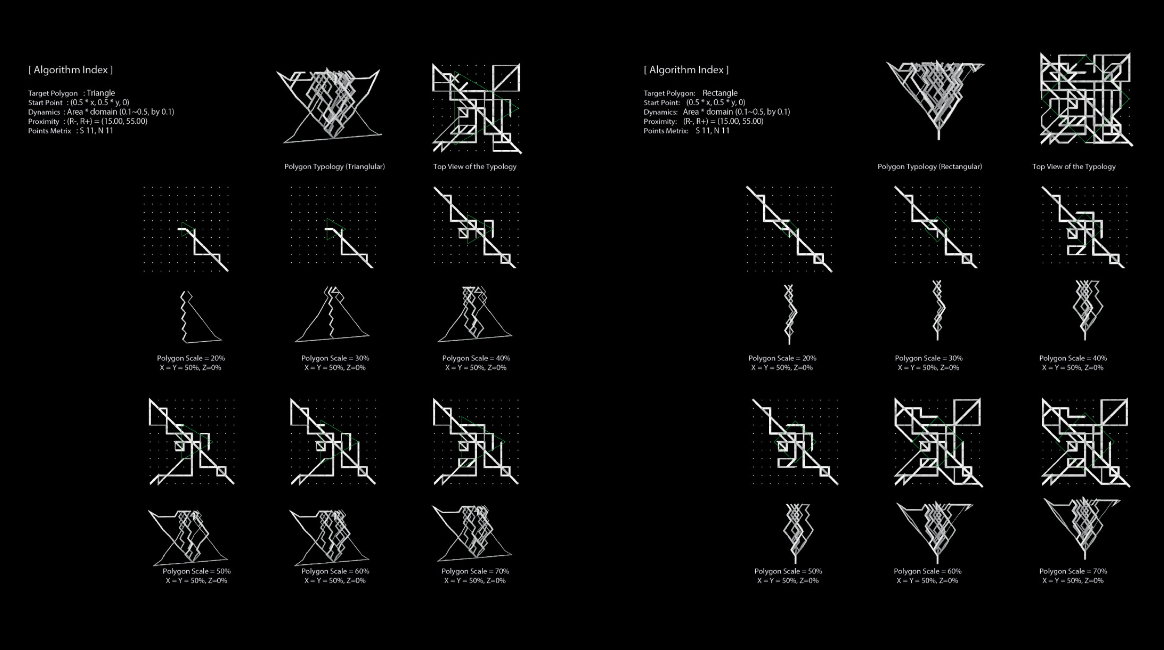 [ Algorithm Index ]
Target Polygon : Triangle
Start Point : (0.5 * x, 0.5 * y, 0)
Dynamics : Area * domain (0.1~0.5, by 0.1)
Proximity : (R-, R+) = (15.00, 55.00)
Points Metrix : S 11, N 11
Polygon Typology (Trianglular)
Top View of the Typology
Polygon Scale = 20%
X = Y = 50%, Z=0%
Polygon Scale = 30%
X = Y = 50%, Z=0%
Polygon Scale = 40%
X = Y = 50%, Z=0%
Polygon Scale = 50%
X = Y = 50%, Z=0%
Polygon Scale = 60%
X = Y = 50%, Z=0%
Polygon Scale = 70%
X = Y = 50%, Z=0%
[ Algorithm Index ]
Target Polygon: Rectangle
Start Point: (0.5 * x, 0.5 * y, 0)
Dynamics: Area * domain (0.1~0.5, by 0.1)
Proximity: (R-, R+) = (15.00, 55.00)
Points Metrix: S 11, N 11
Polygon Typology (Rectangular)
Top View of the Typology
Polygon Scale = 20%
X = Y = 50%, Z=0%
Polygon Scale = 30%
X = Y = 50%, Z=0%
Polygon Scale = 40%
X = Y = 50%, Z=0%
Polygon Scale = 50%
X = Y = 50%, Z=0%
Polygon Scale = 60%
X = Y = 50%, Z=0%
Polygon Scale = 70%
X = Y = 50%, Z=0%